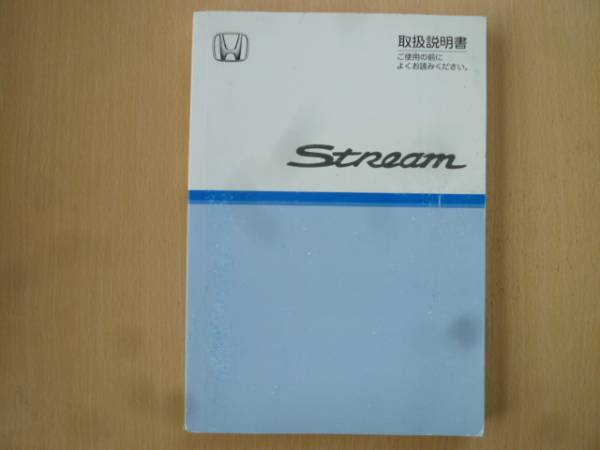 取扱説明書
ご使用の前に
よくお読みください。
Stream